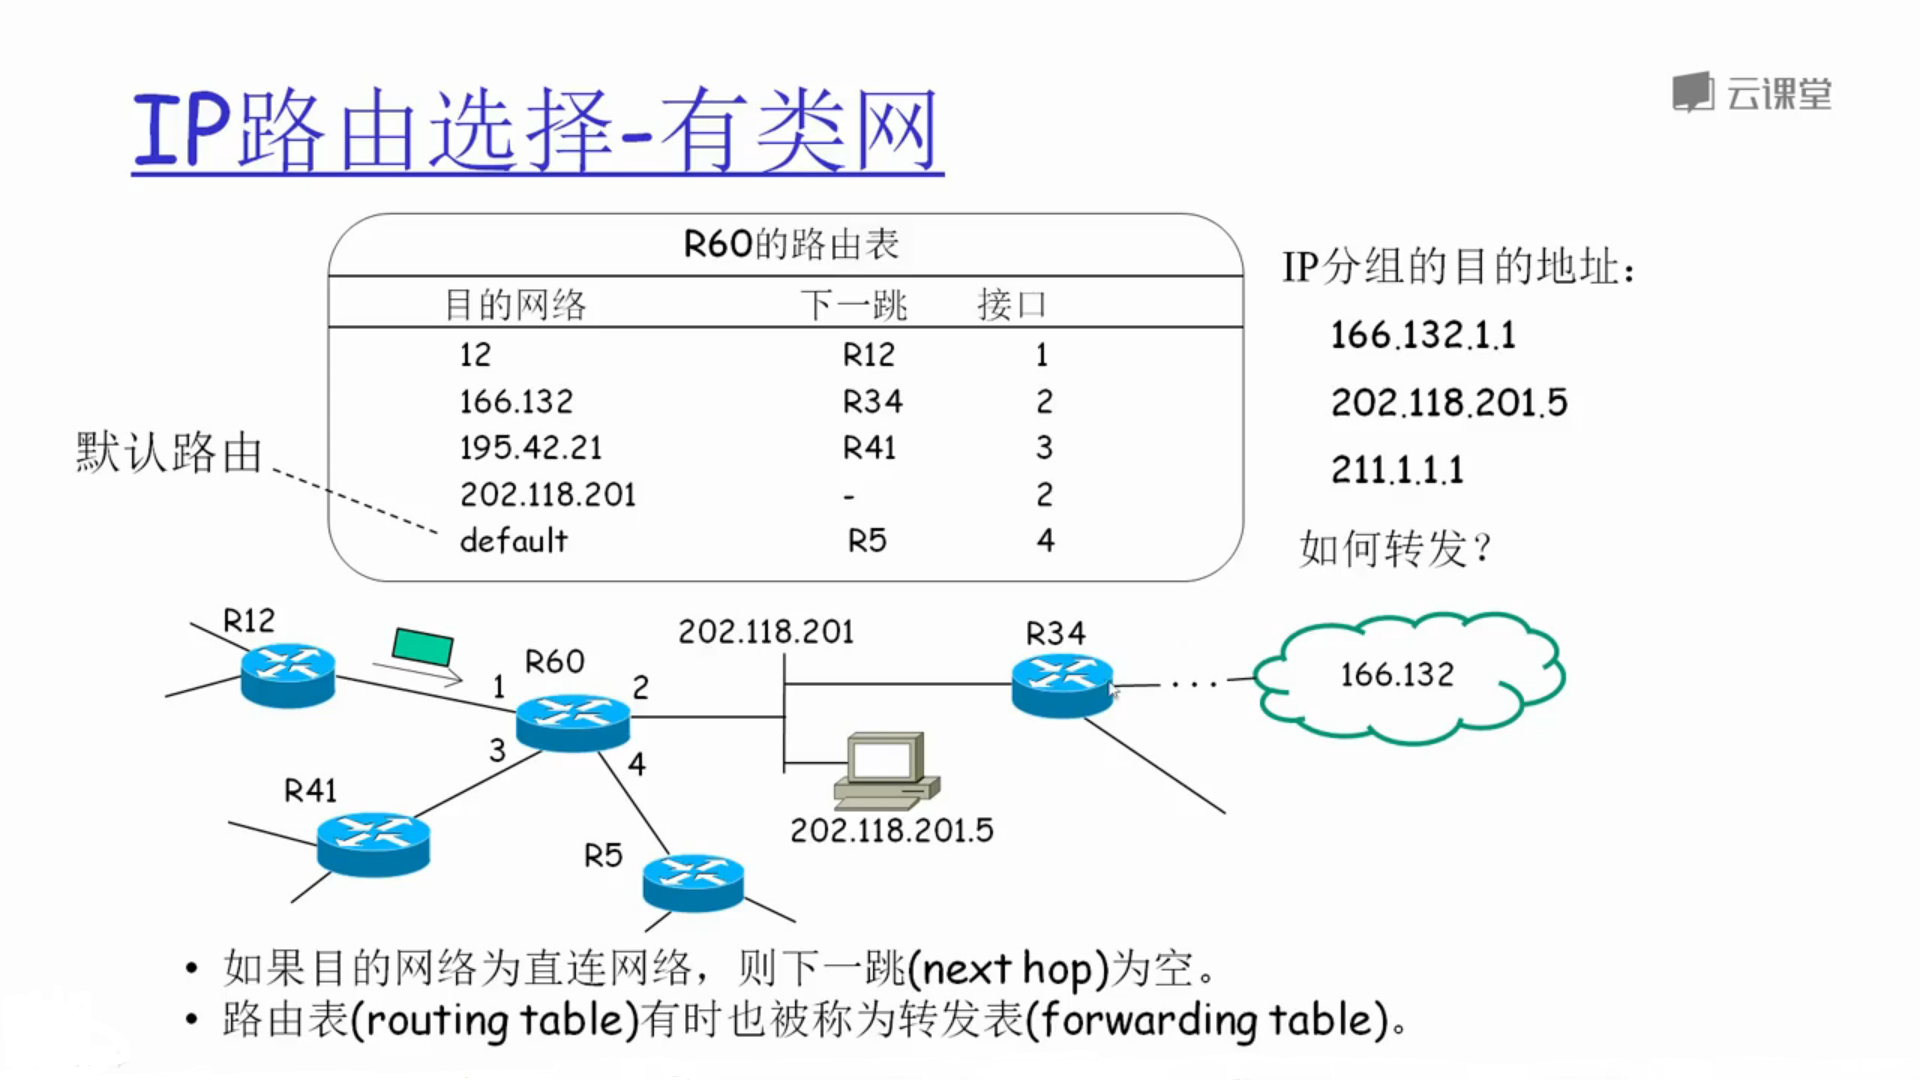 云课堂
IP路由选择-有类网
R60的路由表
目的网络 下一跳 接口
12 R12 1
166.132 R34 2
195.42.21 R41 3
202.118.201 - 2
default R5 4
默认路由
IP分组的目的地址：
166.132.1.1
202.118.201.5
211.1.1.1
如何转发？
R12
R60
1
2
3
4
202.118.201
R34
166.132
...
R41
R5
202.118.201.5
• 如果目的网络为直连网络，则下一跳(next hop)为空。
• 路由表(routing table)有时也被称为转发表(forwarding table)。